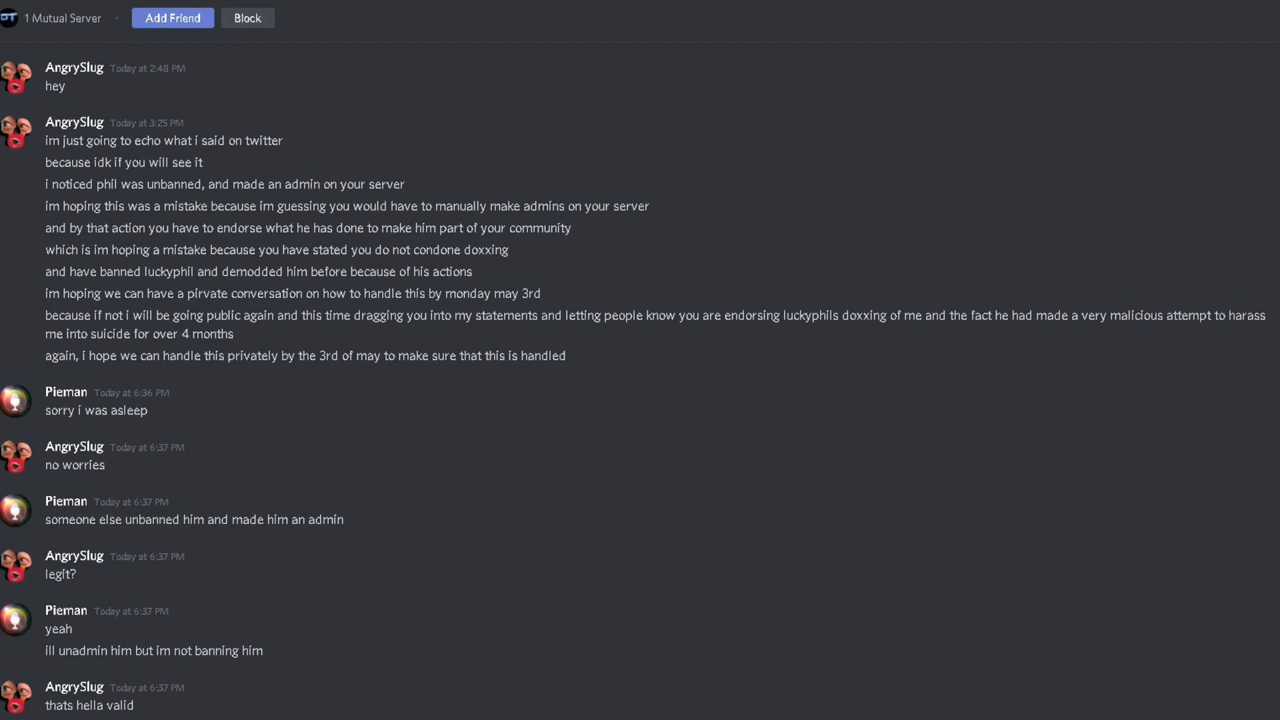 1 Mutual Server • Add Friend Block
AngrySlug Today at 2:48 PM
hey
AngrySlug Today at 3:25 PM
im just going to echo what i said on twitter
because idk if you will see it
i noticed phil was unbanned, and made an admin on your server
im hoping this was a mistake because im guessing you would have to manually make admins on your server
and by that action you have to endorse what he has done to make him part of your community
which is im hoping a mistake because you have stated you do not condone doxxing
and have banned luckyphil and demodded him before because of his actions
im hoping we can have a pirvate conversation on how to handle this by monday may 3rd
because if not i will be going public again and this time dragging you into my statements and letting people know you are endorsing luckyphils doxxing of me and the fact he had made a very malicious attempt to harass
me into suicide for over 4 months
again, i hope we can handle this privately by the 3rd of may to make sure that this is handled
Pieman Today at 6:36 PM
sorry i was asleep
AngrySlug Today at 6:37 PM
no worries
Pieman Today at 6:37 PM
someone else unbanned him and made him an admin
AngrySlug Today at 6:37 PM
legit?
Pieman Today at 6:37 PM
yeah
ill unadmin him but im not banning him
AngrySlug Today at 6:37 PM
thats hella valid